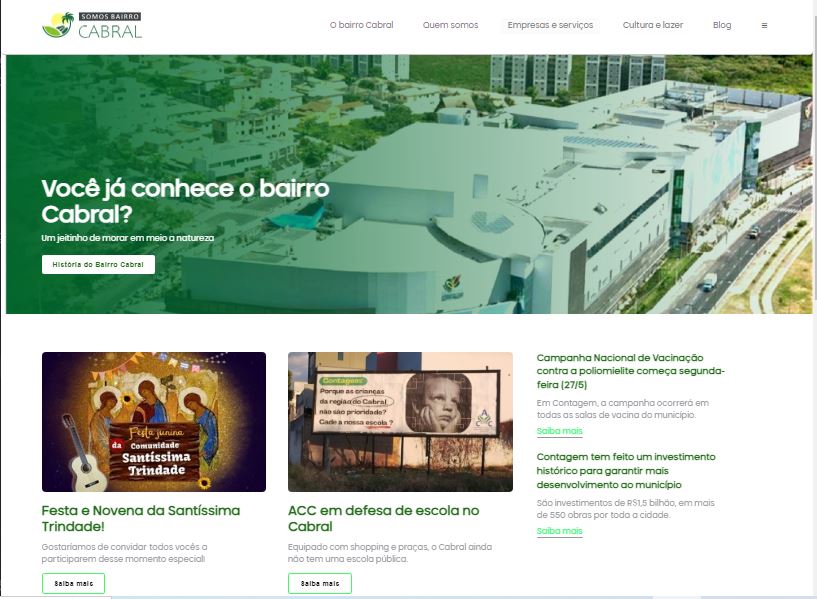 SOMOS BAIRRO
CABRAL
O bairro Cabral
Quem somos
Empresas e serviços
Cultura e lazer
Blog
Você já conhece o bairro
Cabral?
Um jeitinho de morar em meio a natureza
História do Bairro Cabral
Festa junina
da Comunidade
Santíssima
Trindade
Festa e Novena da Santíssima
Trindade!
Gostaríamos de convidar todos vocês a
participarem desse momento especial!
Saiba mais
Contagem
Porque as crianças
da região do Cabral
não são prioridade?
Cade a nossa escola ?
ACC em defesa de escola no
Cabral
Equipado com shopping e praças, o Cabral ainda
não tem uma escola pública.
Saiba mais
Campanha Nacional de Vacinação
contra a poliomielite começa segunda-
feira (27/5)
Em Contagem, a campanha ocorrerá em
todas as salas de vacina do município.
Saiba mais
Contagem tem feito um investimento
histórico para garantir mais
desenvolvimento ao município
São investimentos de R$1,5 bilhão, em mais
de 550 obras por toda a cidade.
Saiba mais